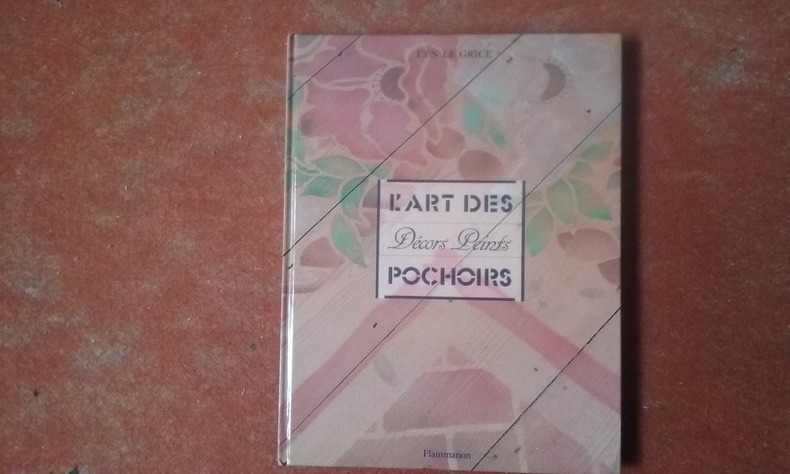 LYN LE GRICE
L'ART DES
Décors Peints
POCHOIRS
Flammarion